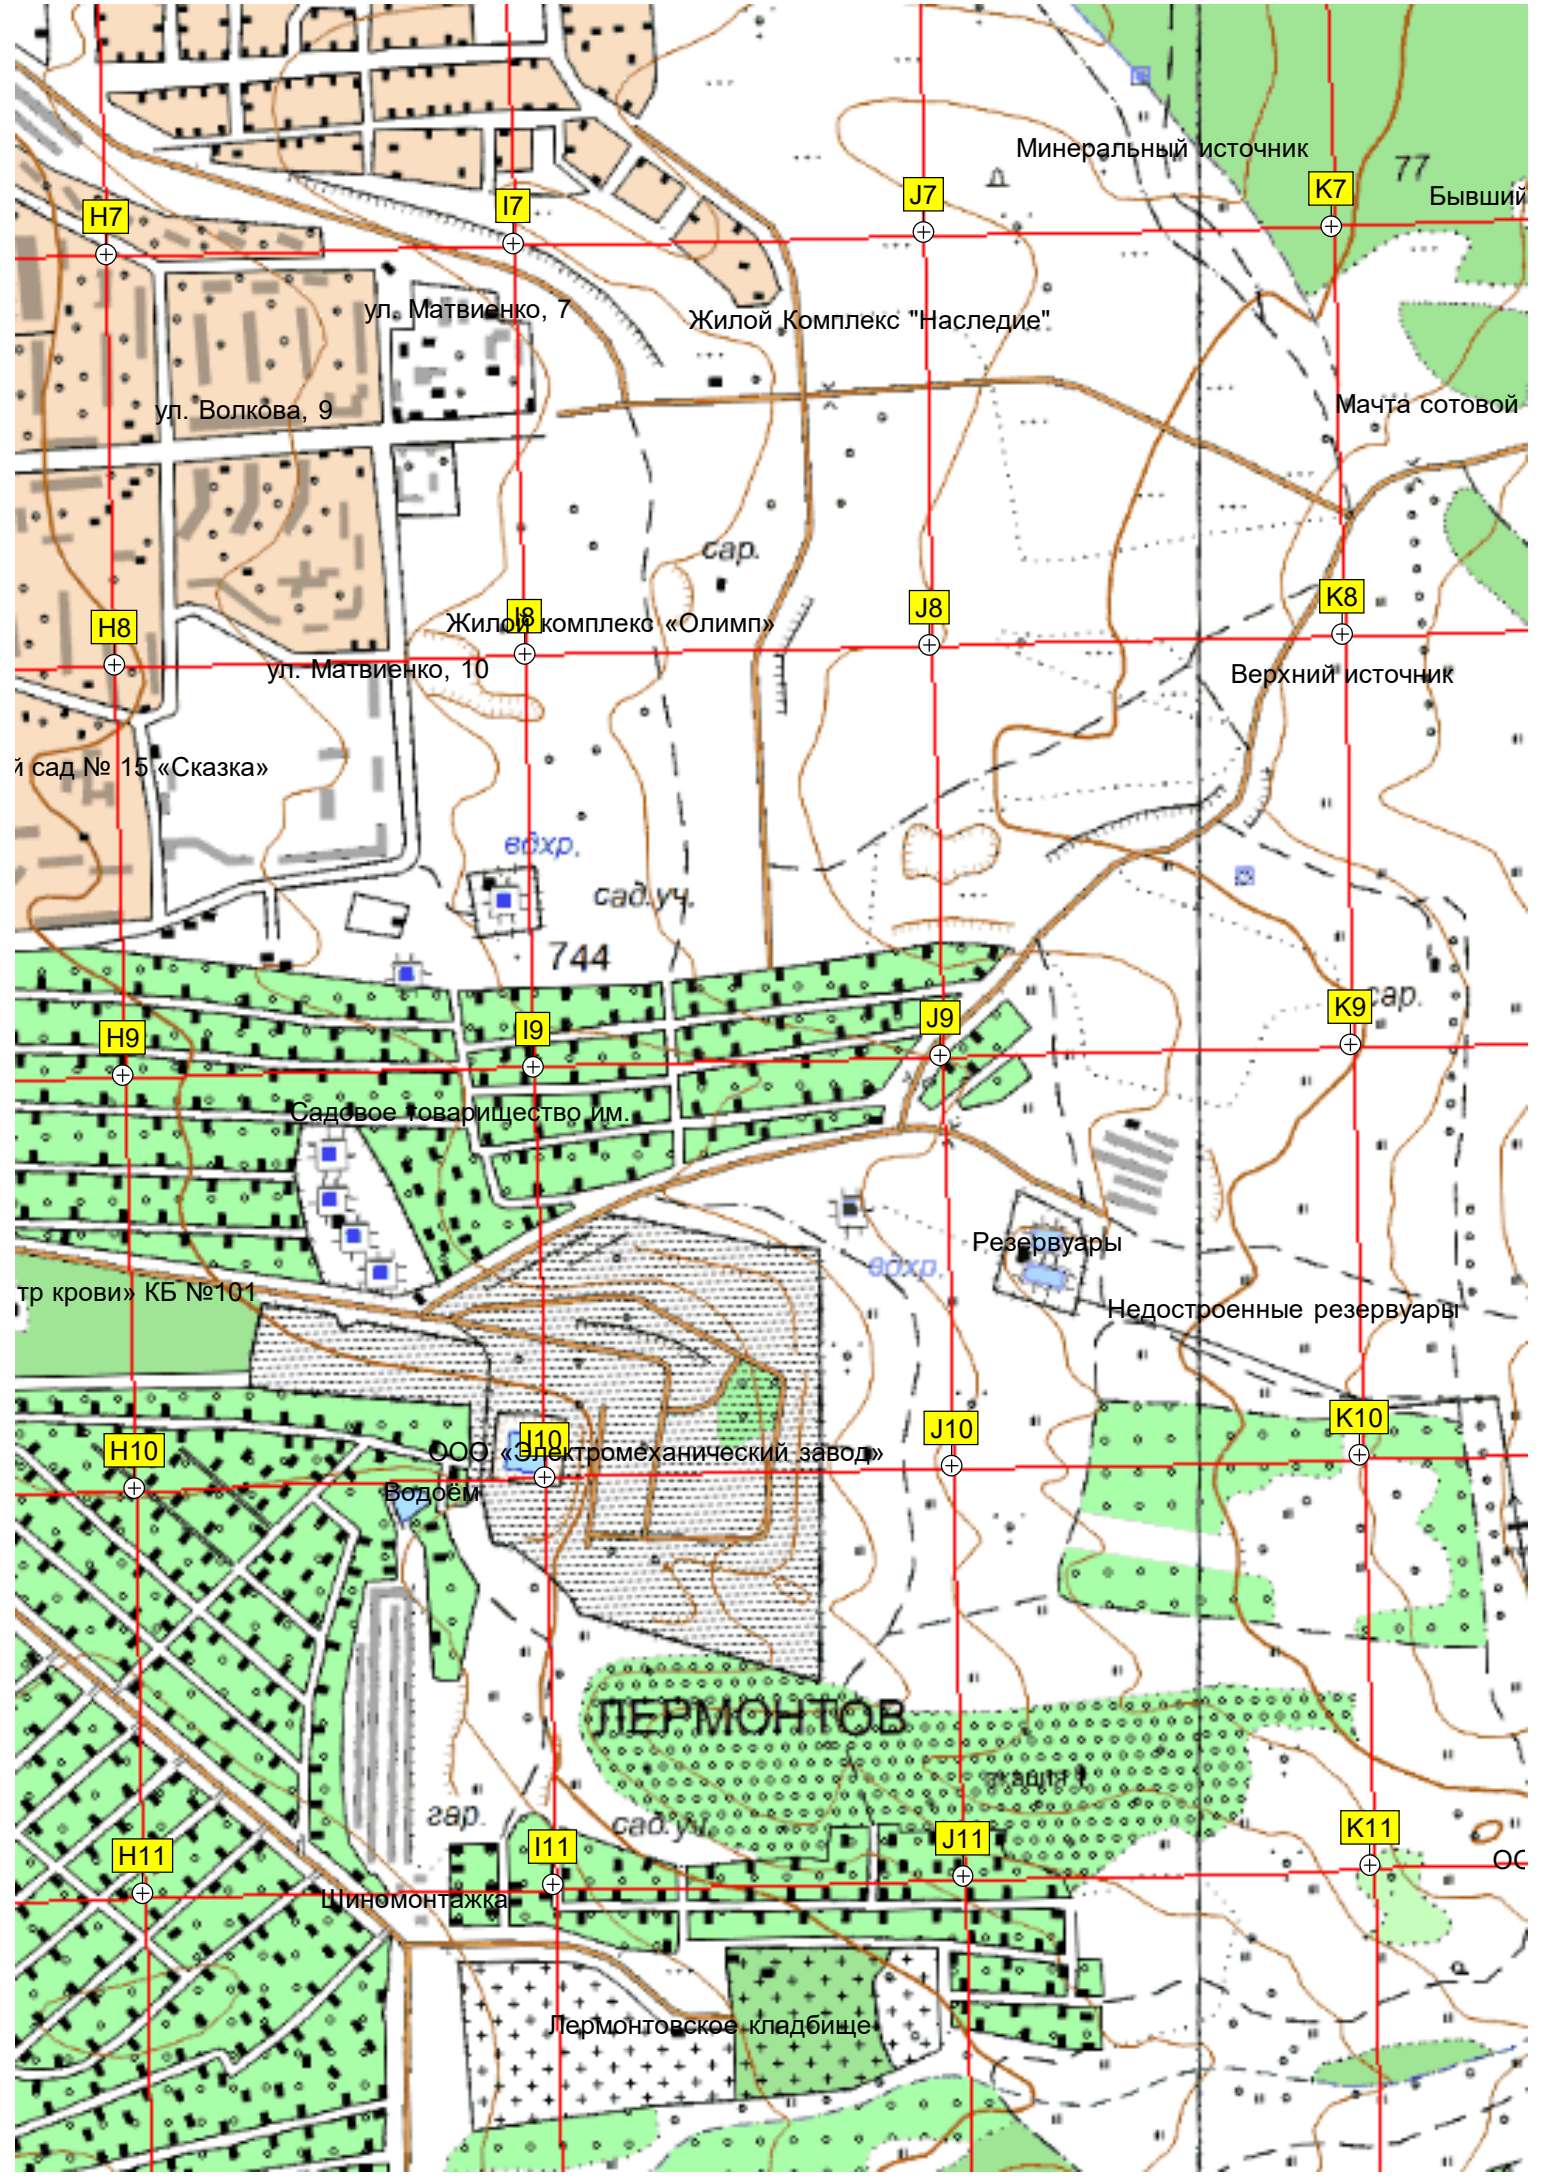 Минеральный источник
77
K7
Бывший
J7
I7
H7
ул. Матвиенко, 7
Жилой Комплекс "Наследие"
ул. Волкова, 9
Мачта сотовой
сар.
K8
J8
I8
H8
Жилой комплекс «Олимп»
ул. Матвиенко, 10
Верхний источник
й сад № 15 «Сказка»
вдхр.
сад.уч.
744
сар.
K9
J9
I9
H9
Садовое товарищество им.
Резервуары
вдхр.
тр крови» КБ №101
Недостроенные резервуары
K10
J10
I10
H10
ООО «Электромеханический завод»
Водоём
ЛЕРМОНТОВ
акация
гар.
сад.уч.
K11
J11
I11
H11
ОС
Шиномонтажка
Лермонтовское кладбище